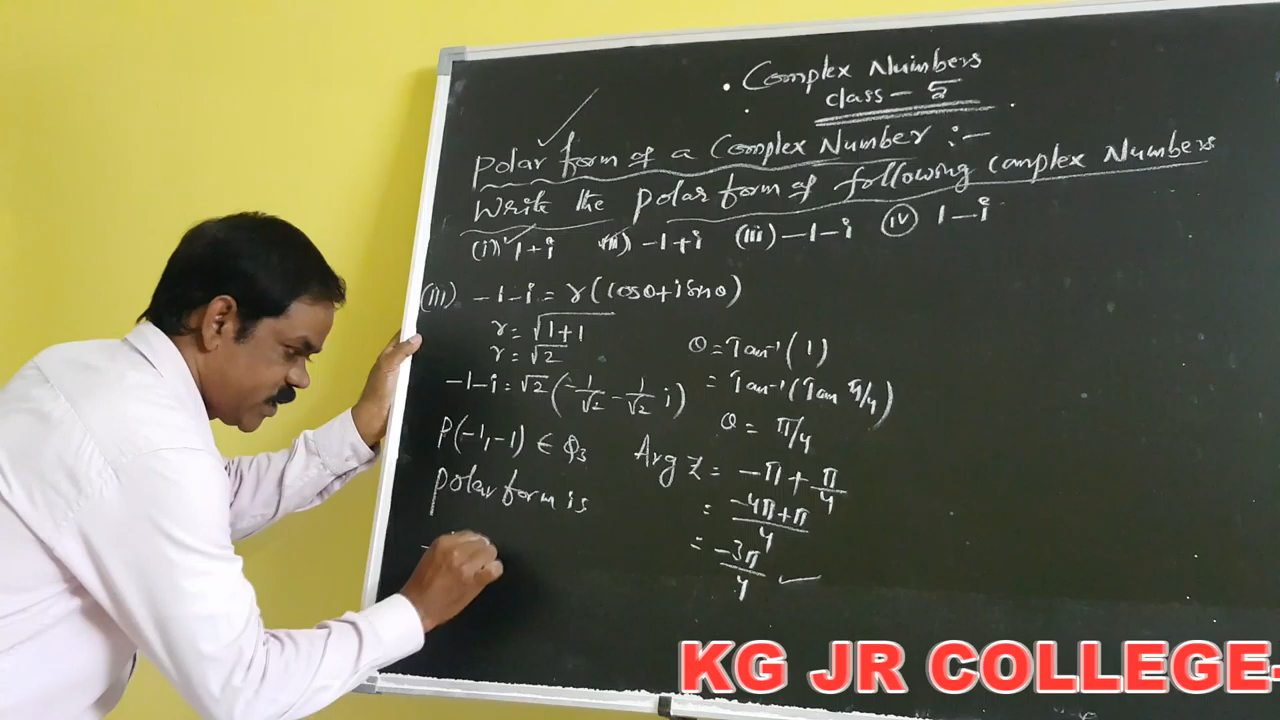 . Complex Numbers
class - 5
Polar form of a Complex Number :-
Write the polar form of following complex Numbers
(i) 1+i (ii) -1+i (iii) -1-i (iv) 1-i
(iii) -1-i = r(cosθ+isinθ)
r = √1+1
r = √2
-1-i = √2(-1/√2 - 1/√2 i)
P(-1,-1) ∈ Q3
polar form is
θ = Tan⁻¹(1)
= Tan⁻¹(Tan π/4)
θ = π/4
Arg Z = -π + π/4
= -4π+π/4
= -3π/4
KG JR COLLEGE-